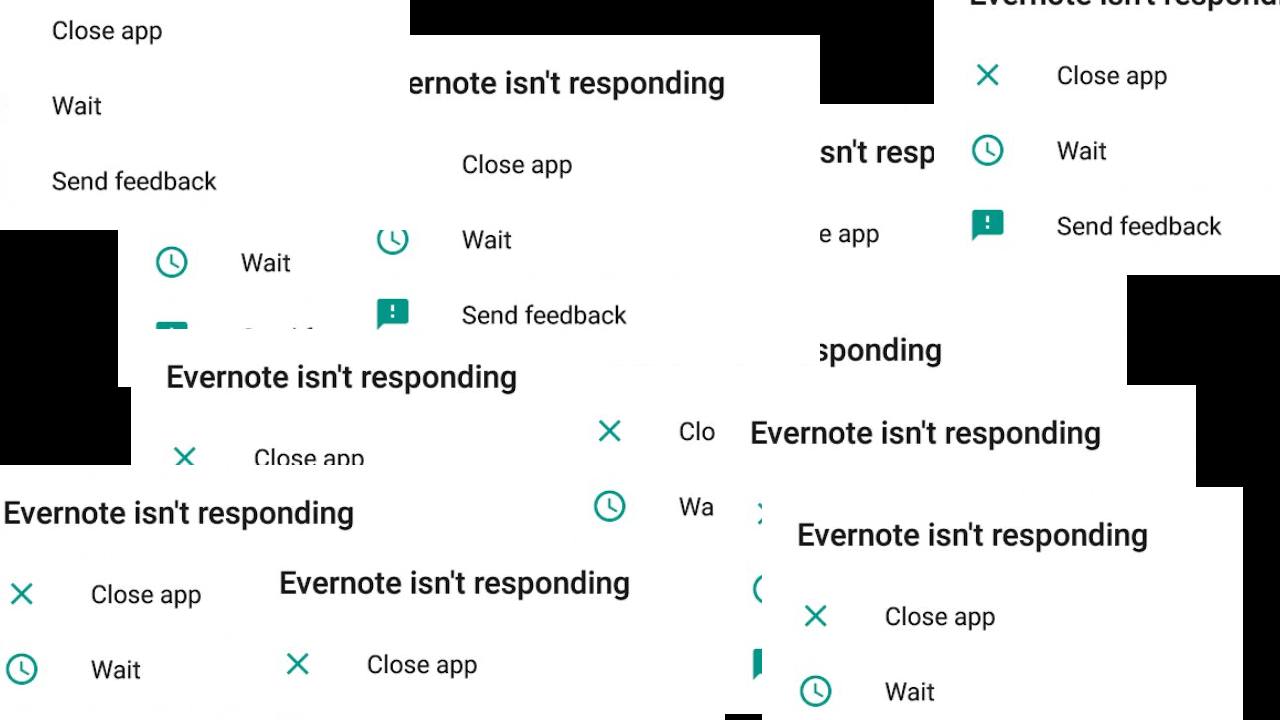 Close app
Wait
Send feedback
ernote isn't responding
Close app
Wait
Send feedback
Evernote isn't respondi
Close app
Wait
Send feedback
sn't resp
e app
Wait
sponding
Evernote isn't responding
Close app
Clo
Wa
Evernote isn't responding
Evernote isn't responding
Close app
Wait
Evernote isn't responding
Close app
Evernote isn't responding
Close app
Wait